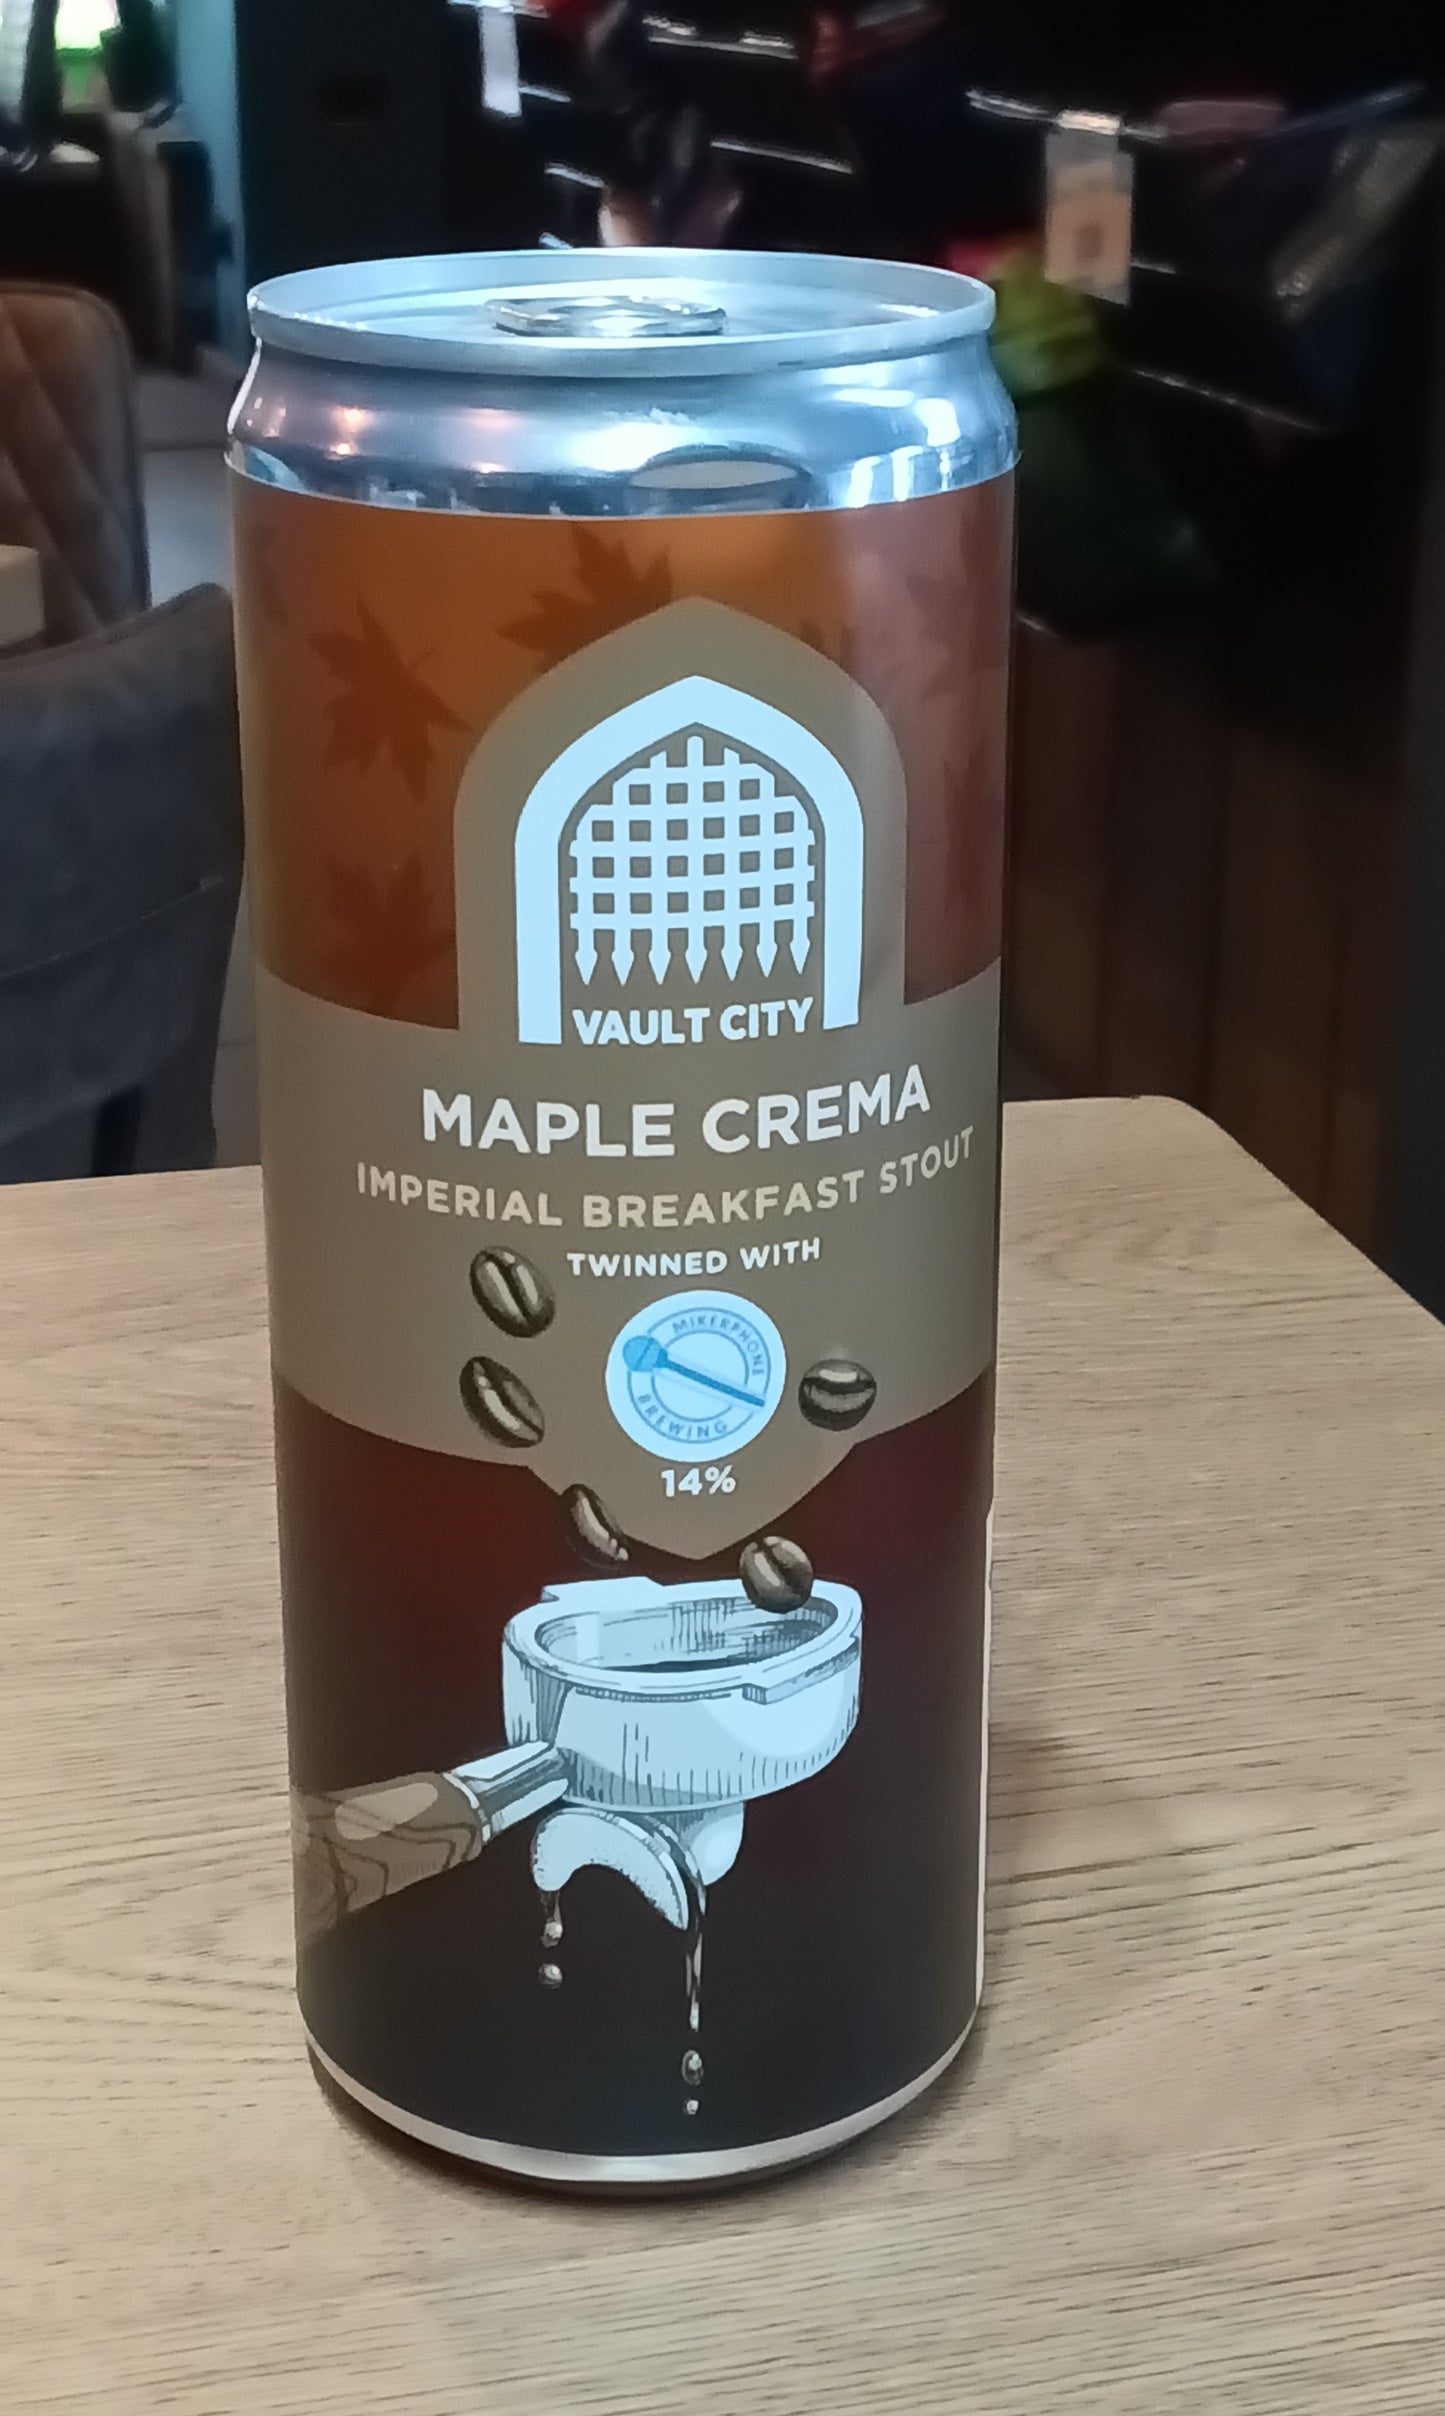 VAULT CITY
MAPLE CREMA
IMPERIAL BREAKFAST STOUT
TWINNED WITH
MIKERPHONE
BREWING
14%